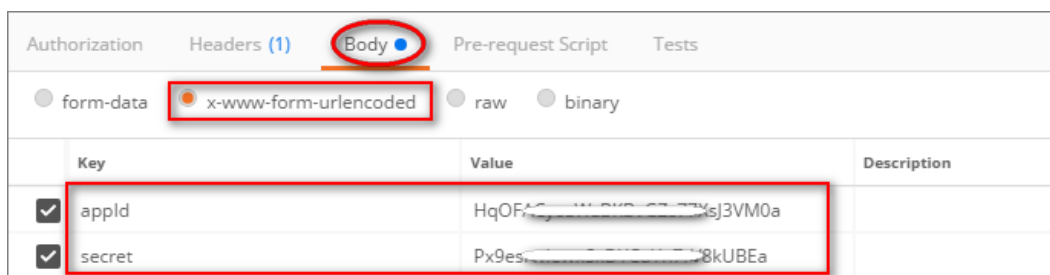 Authorization Headers (1) Body Pre-request Script Tests
form-data x-www-form-urlencoded raw binary
Key Value Description
appId
secret